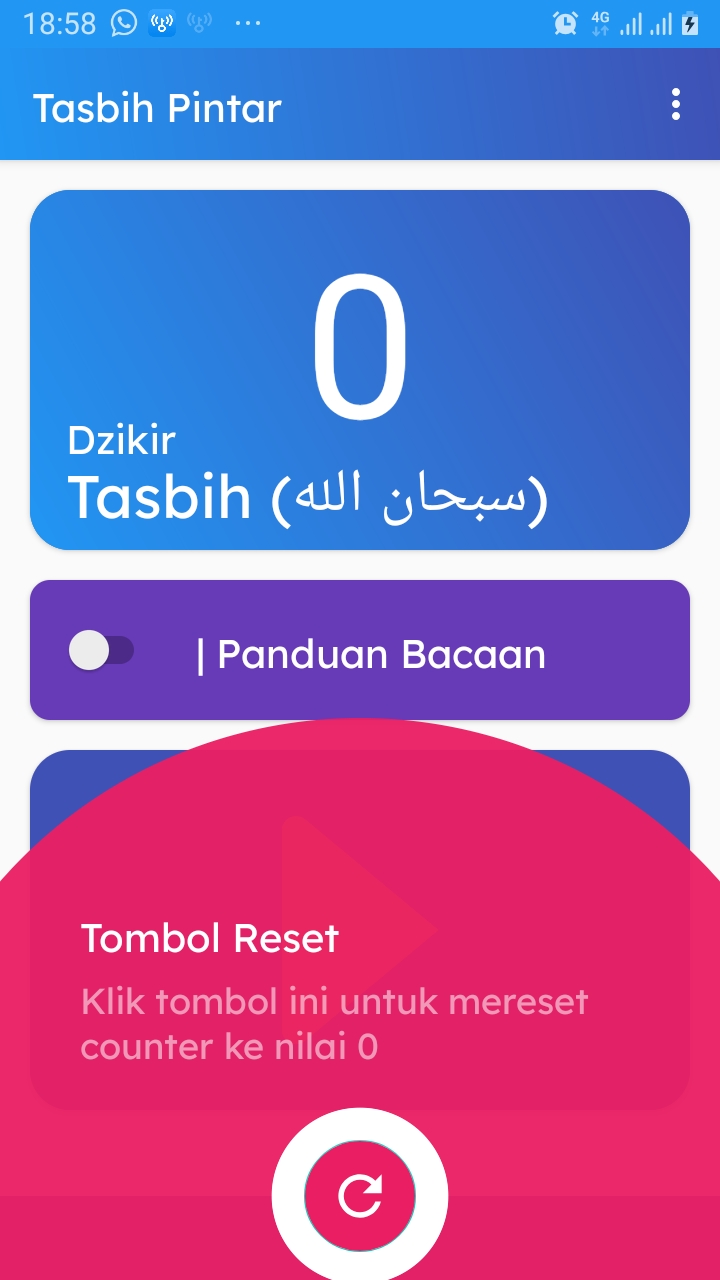 18:58
4G
Tasbih Pintar
0
Dzikir
Tasbih (سبحان الله)
| Panduan Bacaan
Tombol Reset
Klik tombol ini untuk mereset
counter ke nilai 0